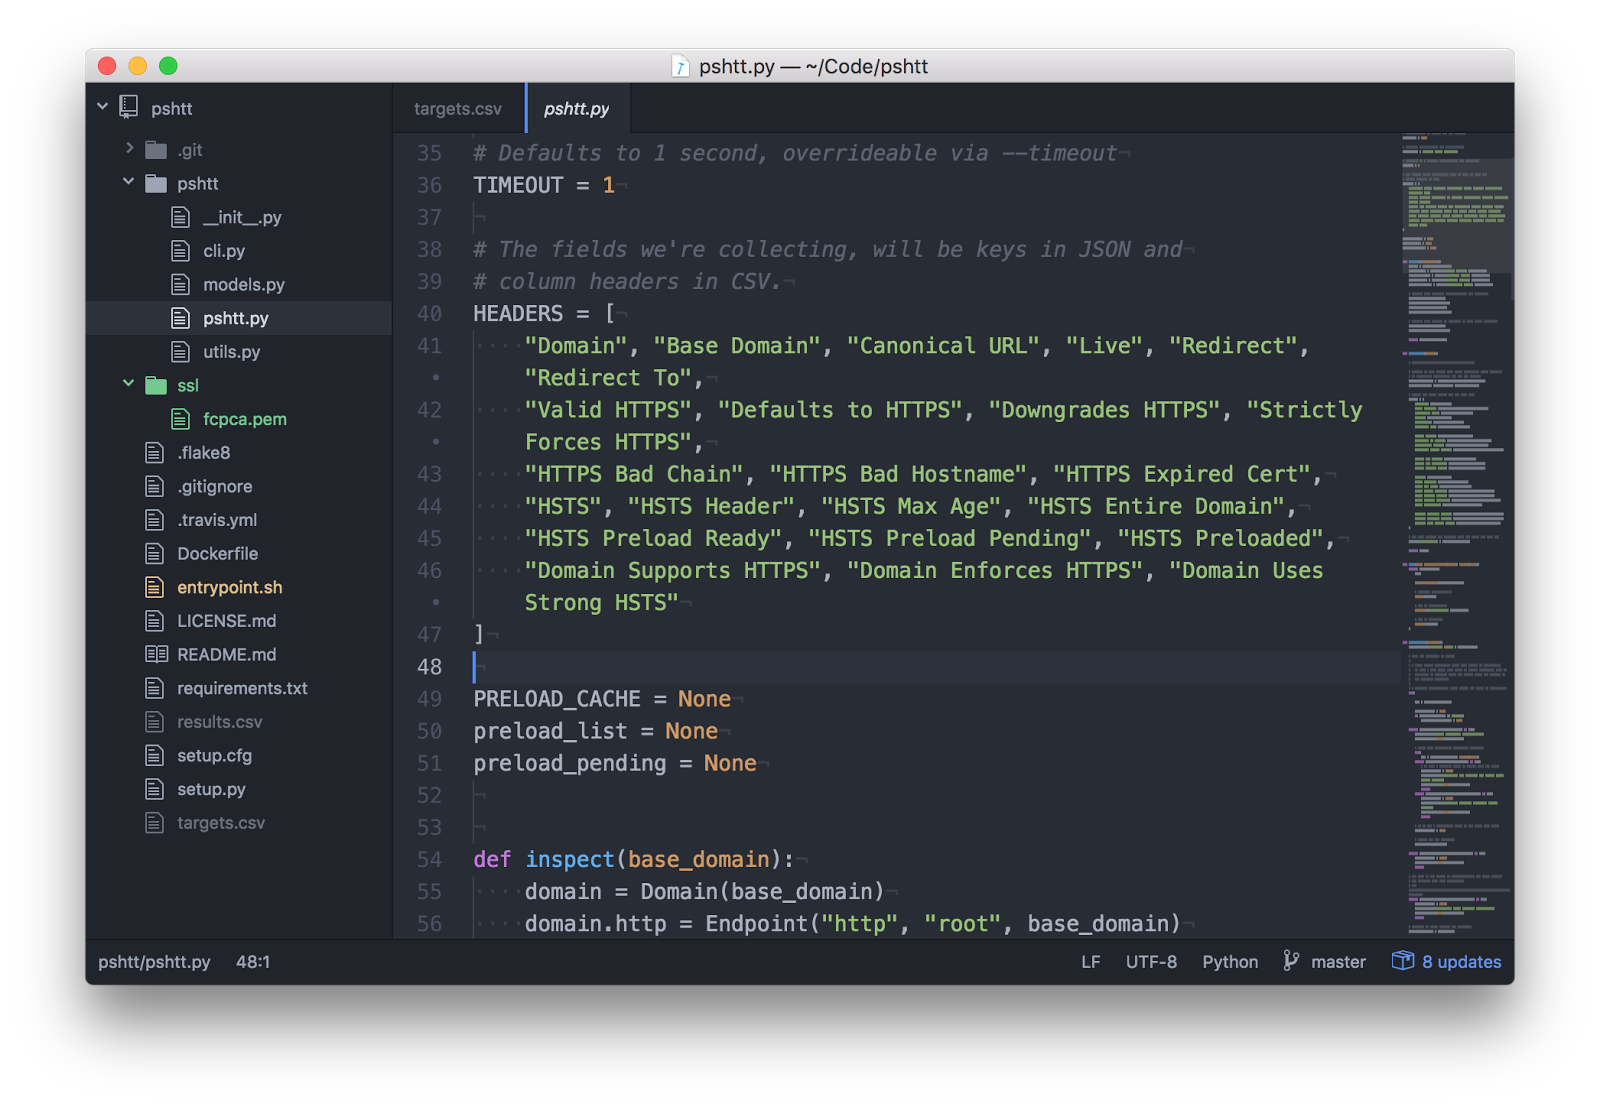 pshtt.py — ~/Code/pshtt
pshtt
.git
pshtt
__init__.py
cli.py
models.py
pshtt.py
utils.py
ssl
fcpca.pem
.flake8
.gitignore
.travis.yml
Dockerfile
entrypoint.sh
LICENSE.md
README.md
requirements.txt
results.csv
setup.cfg
setup.py
targets.csv
targets.csv pshtt.py
35 # Defaults to 1 second, overrideable via --timeout¬
36 TIMEOUT = 1¬
37 ¬
38 # The fields we're collecting, will be keys in JSON and¬
39 # column headers in CSV.¬
40 HEADERS = [¬
41 ····"Domain", "Base Domain", "Canonical URL", "Live", "Redirect",
• "Redirect To",¬
42 ····"Valid HTTPS", "Defaults to HTTPS", "Downgrades HTTPS", "Strictly
• Forces HTTPS",¬
43 ····"HTTPS Bad Chain", "HTTPS Bad Hostname", "HTTPS Expired Cert",¬
44 ····"HSTS", "HSTS Header", "HSTS Max Age", "HSTS Entire Domain",¬
45 ····"HSTS Preload Ready", "HSTS Preload Pending", "HSTS Preloaded",¬
46 ····"Domain Supports HTTPS", "Domain Enforces HTTPS", "Domain Uses
• Strong HSTS"¬
47 ]¬
48 ¬
49 PRELOAD_CACHE = None¬
50 preload_list = None¬
51 preload_pending = None¬
52 ¬
53 ¬
54 def inspect(base_domain):¬
55 ····domain = Domain(base_domain)¬
56 ····domain.http = Endpoint("http", "root", base_domain)¬
pshtt/pshtt.py 48:1 LF UTF-8 Python master 8 updates